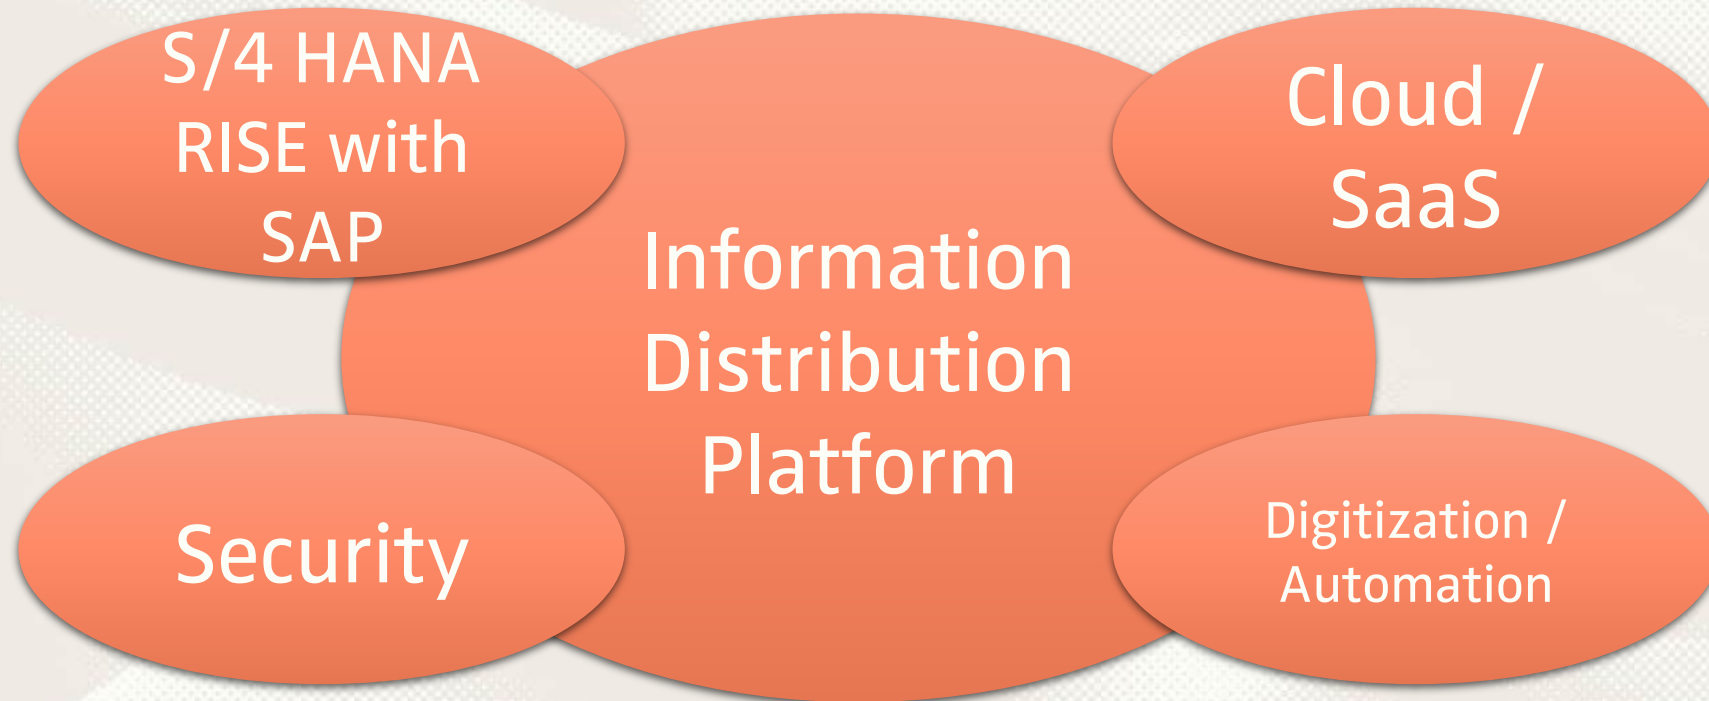 S/4 HANA
RISE with
SAP
Cloud /
SaaS
Information
Distribution
Platform
Security
Digitization /
Automation